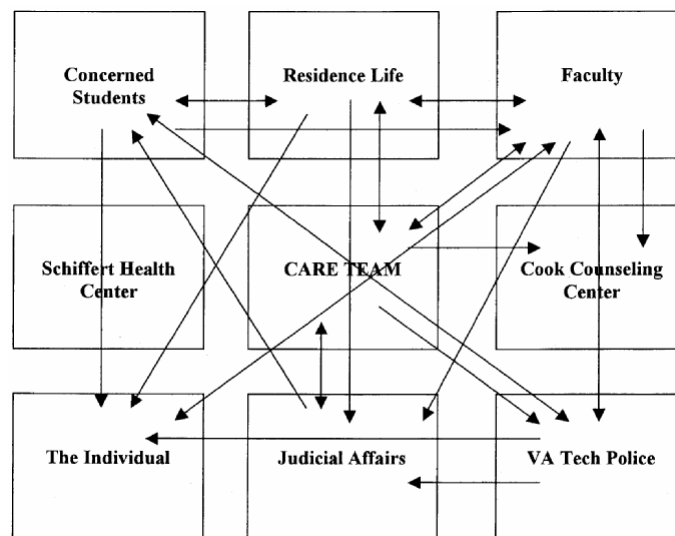 Concerned
Students
Residence Life
Faculty
Schiffert Health
Center
CARE TEAM
Cook Counseling
Center
The Individual
Judicial Affairs
VA Tech Police